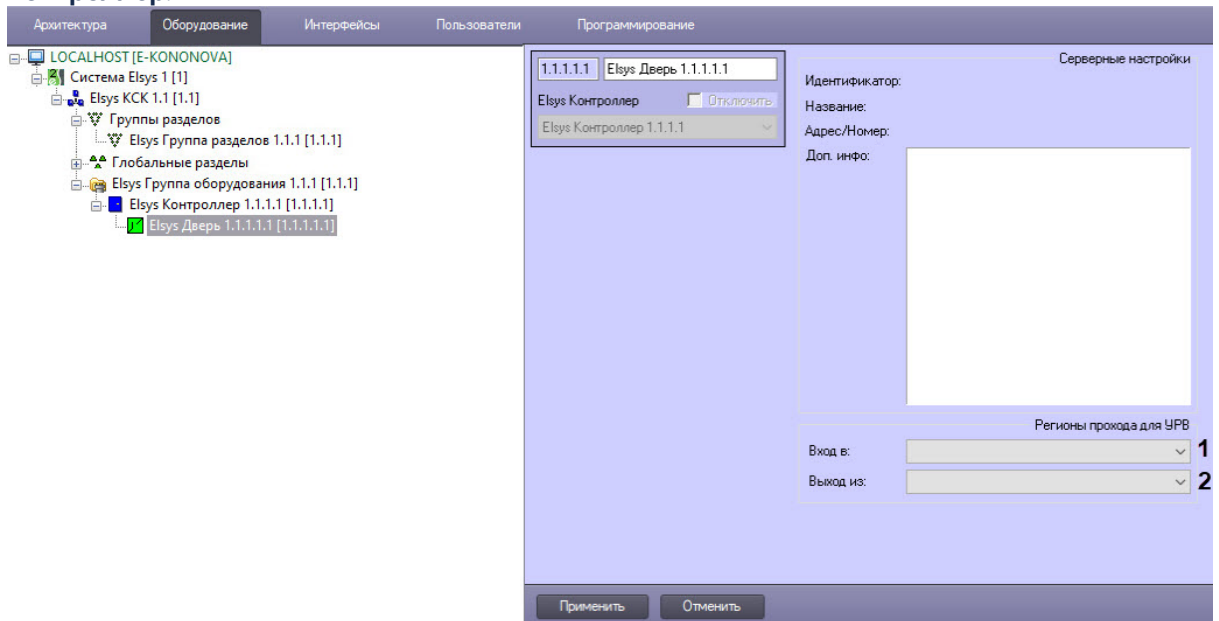 Архитектура Оборудование Интерфейсы Пользователи Программирование
LOCALHOST [E-KONONOVA]
Система Elsys 1 [1]
Elsys КСК 1.1 [1.1]
Группы разделов
Elsys Группа разделов 1.1.1 [1.1.1]
Глобальные разделы
Elsys Группа оборудования 1.1.1 [1.1.1]
Elsys Контроллер 1.1.1.1 [1.1.1.1]
Elsys Дверь 1.1.1.1.1 [1.1.1.1.1]
1.1.1.1.1 Elsys Дверь 1.1.1.1.1
Elsys Контроллер Отключить
Elsys Контроллер 1.1.1.1
Серверные настройки
Идентификатор:
Название:
Адрес/Номер:
Доп. инфо:
Регионы прохода для УРВ
Вход в: 1
Выход из: 2
Применить Отменить